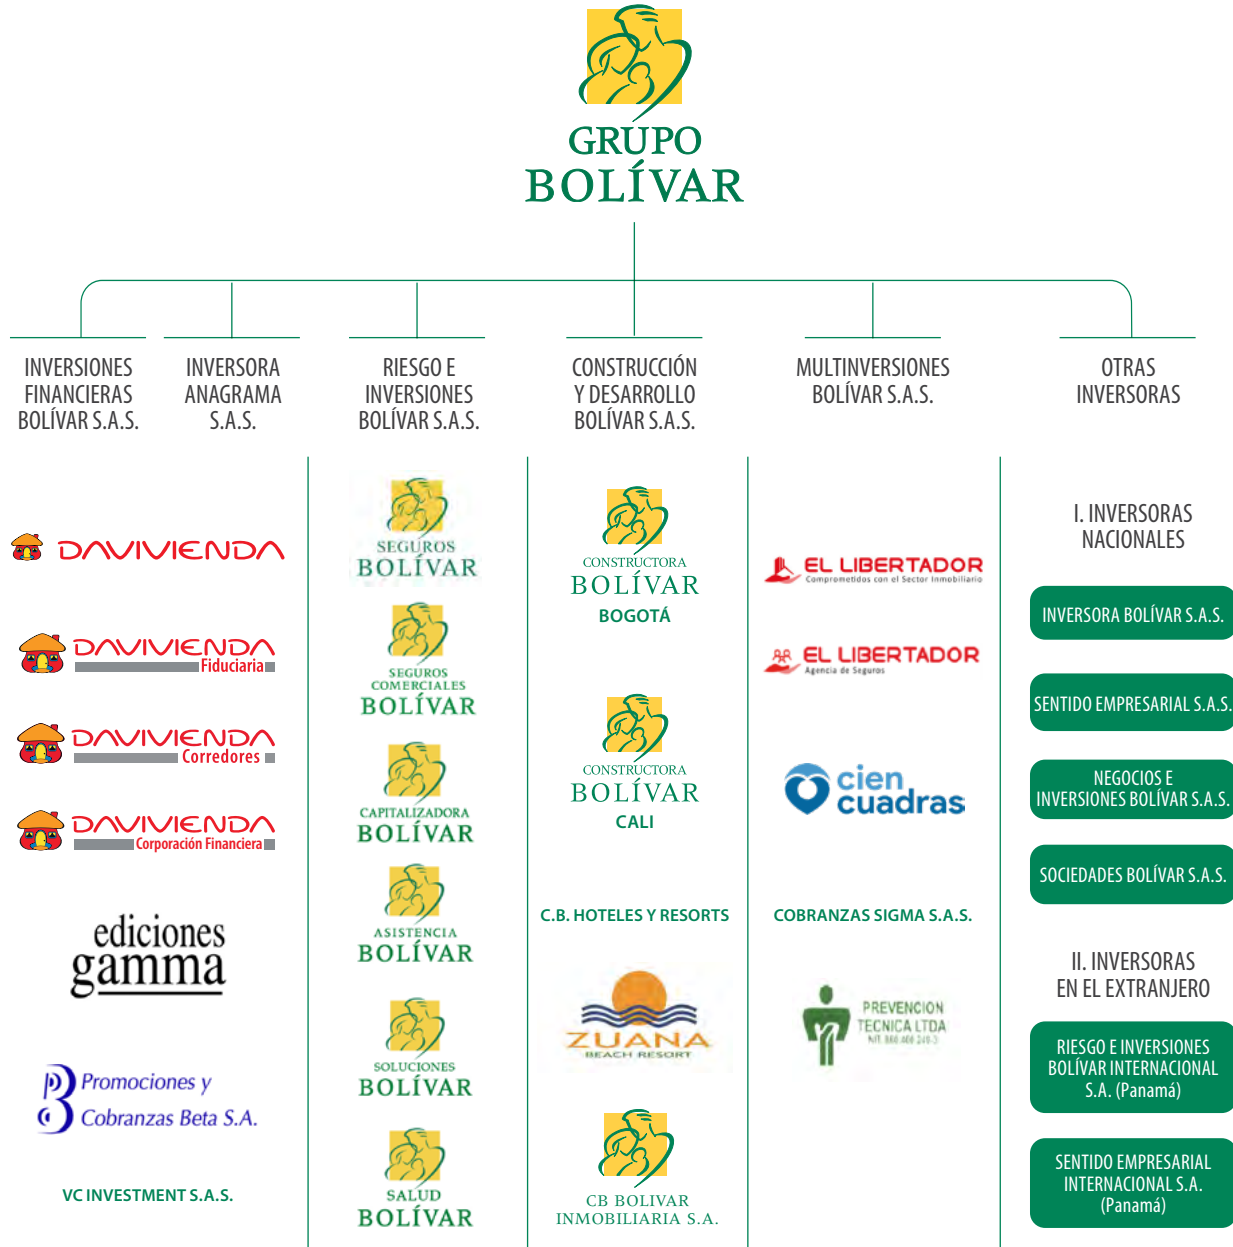 GRUPO
BOLÍVAR
INVERSIONES
FINANCIERAS
BOLÍVAR S.A.S.
INVERSORA
ANAGRAMA
S.A.S.
RIESGO E
INVERSIONES
BOLÍVAR S.A.S.
CONSTRUCCIÓN
Y DESARROLLO
BOLÍVAR S.A.S.
MULTINVERSIONES
BOLÍVAR S.A.S.
OTRAS
INVERSORAS
DAVIVIENDA
DAVIVIENDA
Fiduciaria
DAVIVIENDA
Corredores
DAVIVIENDA
Corporación Financiera
ediciones
gamma
Promociones y
Cobranzas Beta S.A.
VC INVESTMENT S.A.S.
SEGUROS
BOLÍVAR
SEGUROS
COMERCIALES
BOLÍVAR
CAPITALIZADORA
BOLÍVAR
ASISTENCIA
BOLÍVAR
SOLUCIONES
BOLÍVAR
SALUD
BOLÍVAR
CONSTRUCTORA
BOLÍVAR
BOGOTÁ
CONSTRUCTORA
BOLÍVAR
CALI
C.B. HOTELES Y RESORTS
ZUANA
BEACH RESORT
CB BOLIVAR
INMOBILIARIA S.A.
EL LIBERTADOR
Comprometidos con el Sector Inmobiliario
EL LIBERTADOR
Agencia de Seguros
cien
cuadras
COBRANZAS SIGMA S.A.S.
PREVENCION
TECNICA LTDA
I. INVERSORAS
NACIONALES
INVERSORA BOLÍVAR S.A.S.
SENTIDO EMPRESARIAL S.A.S.
NEGOCIOS E
INVERSIONES BOLÍVAR S.A.S.
SOCIEDADES BOLÍVAR S.A.S.
II. INVERSORAS
EN EL EXTRANJERO
RIESGO E INVERSIONES
BOLÍVAR INTERNACIONAL
S.A. (Panamá)
SENTIDO EMPRESARIAL
INTERNACIONAL S.A.
(Panamá)